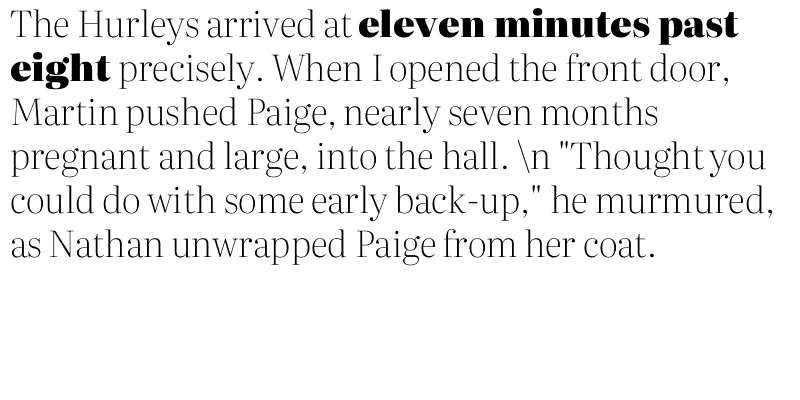 The Hurleys arrived at eleven minutes past
eight precisely. When I opened the front door,
Martin pushed Paige, nearly seven months
pregnant and large, into the hall. \n "Thought you
could do with some early back-up," he murmured,
as Nathan unwrapped Paige from her coat.